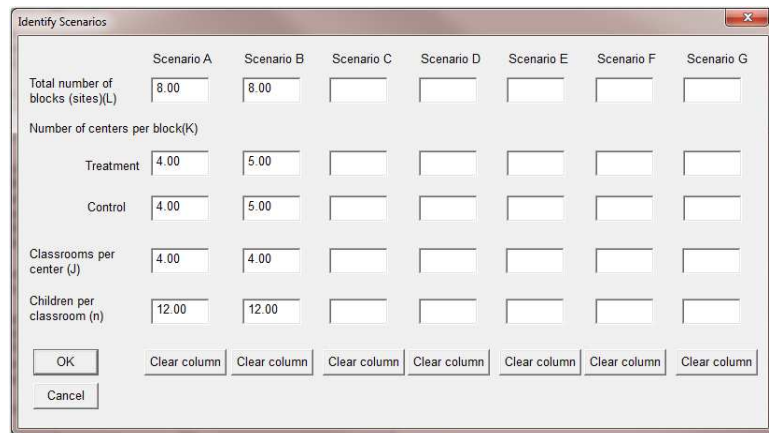 Identify Scenarios
Scenario A Scenario B Scenario C Scenario D Scenario E Scenario F Scenario G
Total number of
blocks (sites)(L)
8.00 8.00
Number of centers per block(K)
Treatment 4.00 5.00
Control 4.00 5.00
Classrooms per
center (J)
4.00 4.00
Children per
classroom (n)
12.00 12.00
OK Clear column Clear column Clear column Clear column Clear column Clear column Clear column
Cancel